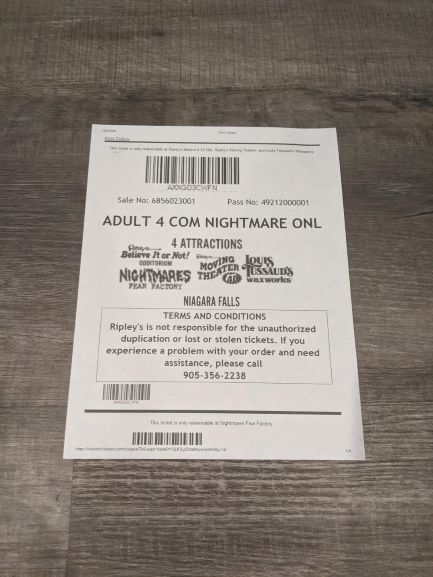 Print Tickets
Print Tickets
This ticket is only redeemable at Ripley's Believe It Or Not, Ripley's Moving Theater, and Louis Tussaud's Waxworks
AXXGD3CWFN
Sale No: 6856023001 Pass No: 49212000001
ADULT 4 COM NIGHTMARE ONL
4 ATTRACTIONS
Ripley's
Believe It or Not!
ODDITORIUM
NIGHTMARES
FEAR FACTORY
Ripley's
MOVING
THEATER
4D
LOUIS
TUSSAUD'S
waxworks
NIAGARA FALLS
TERMS AND CONDITIONS
Ripley's is not responsible for the unauthorized
duplication or lost or stolen tickets. If you
experience a problem with your order and need
assistance, please call
905-356-2238
AXXGD3CWFN
This ticket is only redeemable at Nightmares Fear Factory